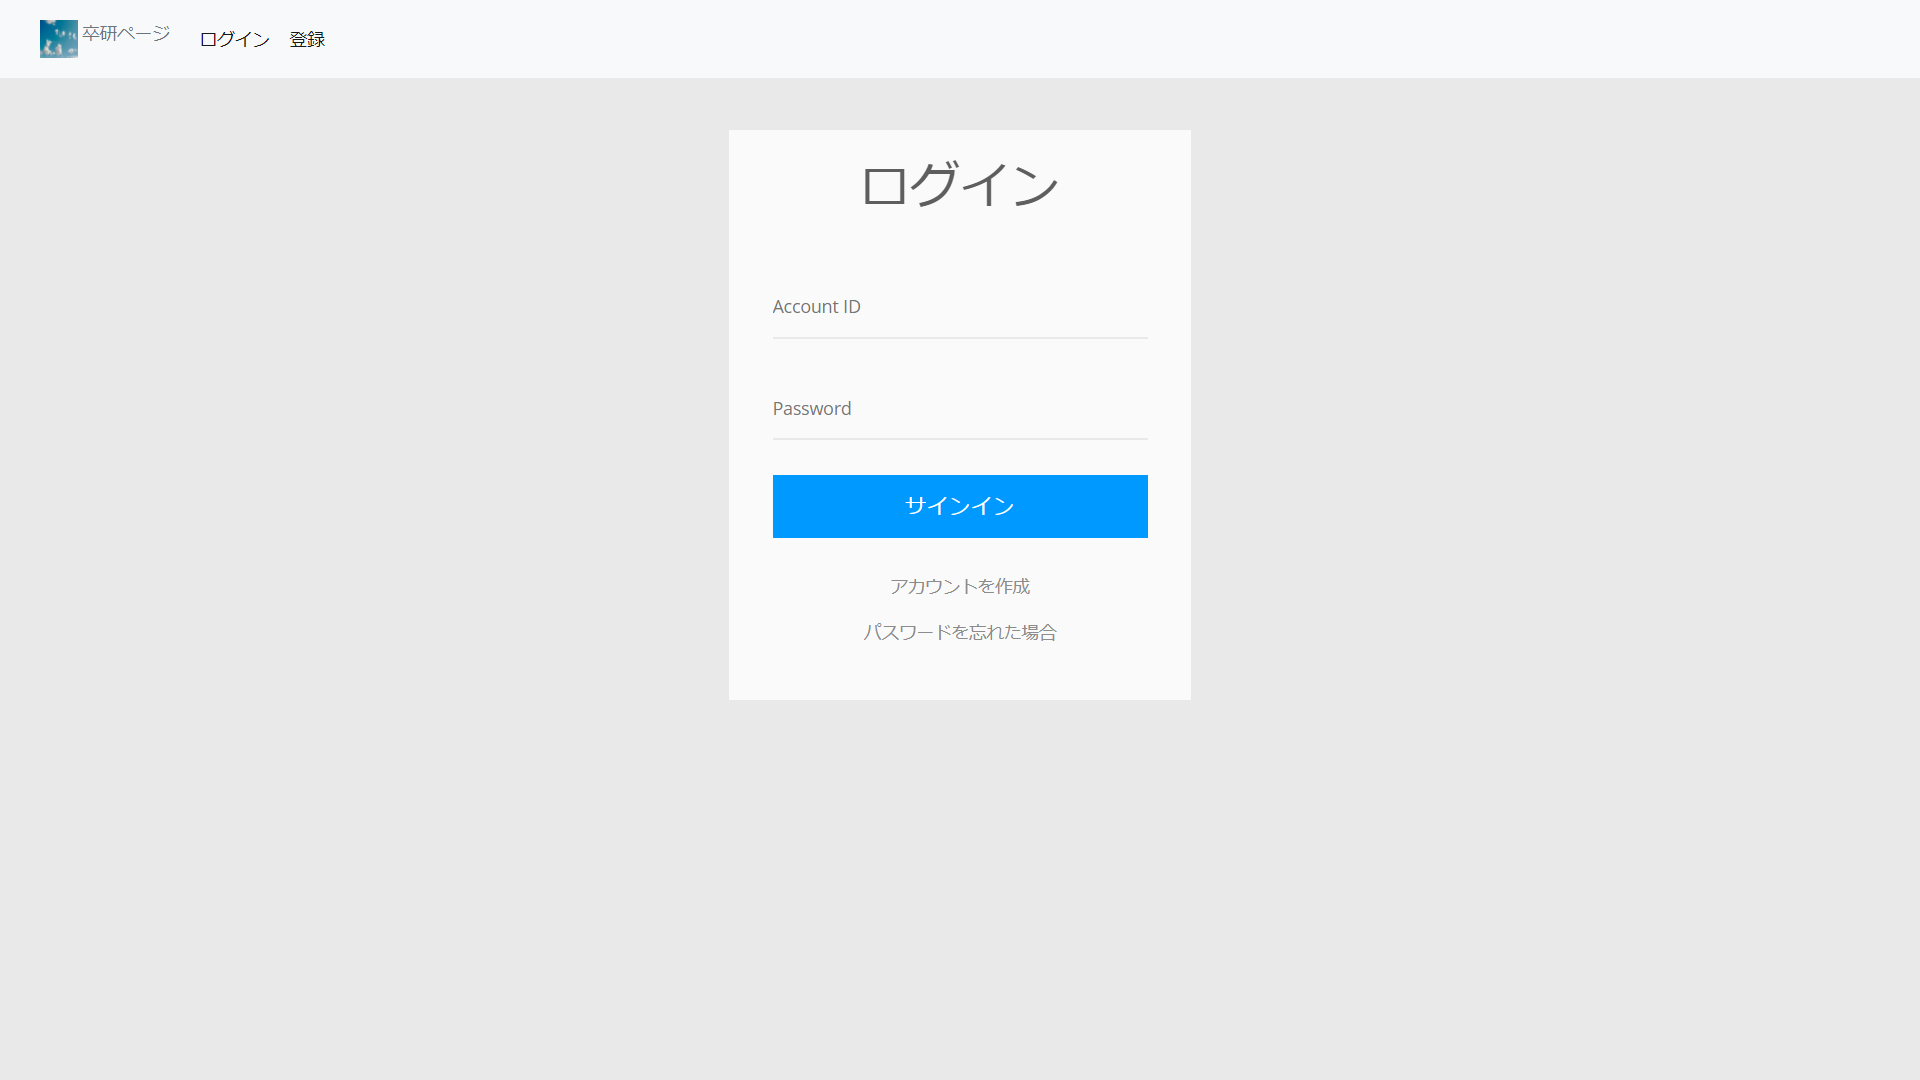 卒研ページ
ログイン
登録
ログイン
Account ID
Password
サインイン
アカウントを作成
パスワードを忘れた場合